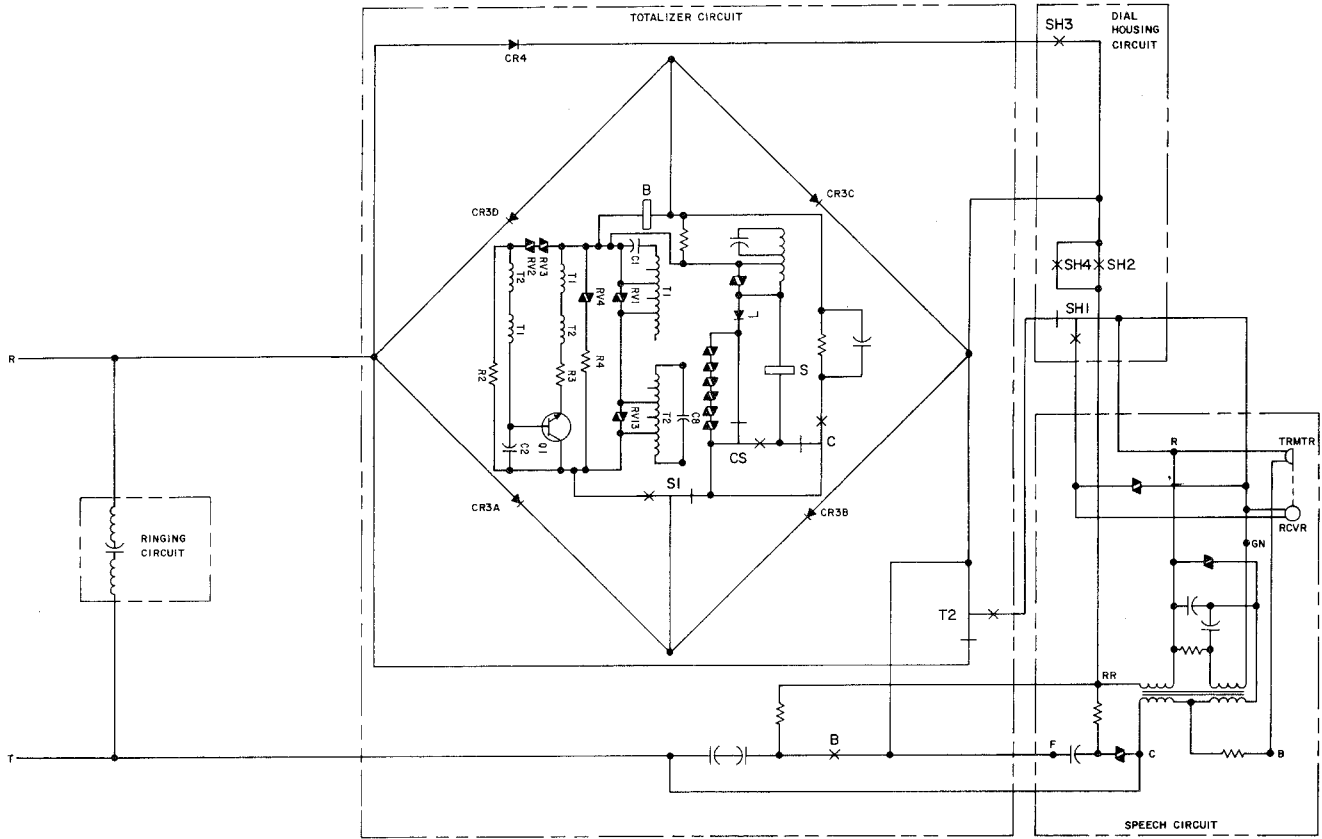 TOTALIZER CIRCUIT
DIAL
HOUSING
CIRCUIT
SH3
CR4
B
CR3D
CR3C
RV2
RV3
C1
T2
T1
RV4
RV1
T1
L
SH4
SH2
SH1
T1
T2
R2
R3
R4
S
R
RV13
T2
C8
C2
Q1
CS
C
S1
CR3A
CR3B
R
TRMTR
RCVR
GN
RINGING
CIRCUIT
T2
RR
T
B
F
C
B
SPEECH CIRCUIT